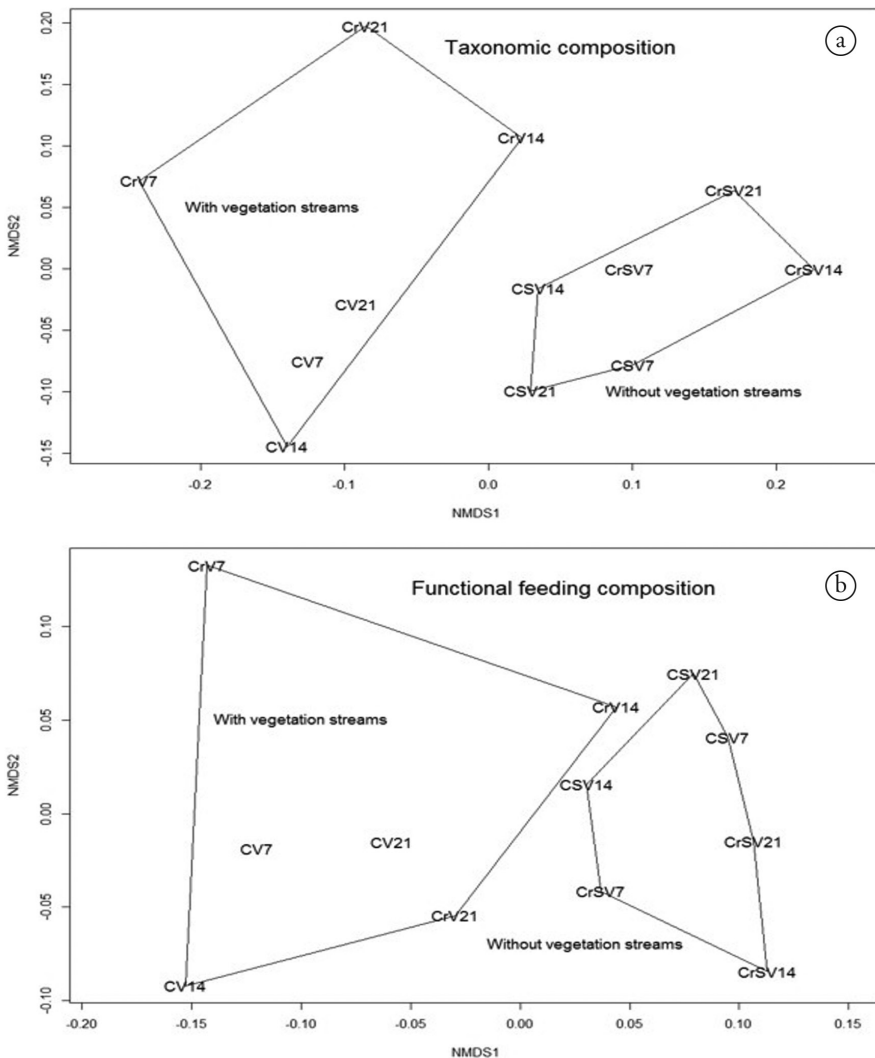 a
Taxonomic composition
0.20
0.15
0.10
0.05
0.00
-0.05
-0.10
-0.15
NMDS2
CrV21
CrV14
CrV7
With vegetation streams
CV21
CV7
CV14
CrSV21
CrSV7
CrSV14
CSV14
CSV7
CSV21
Without vegetation streams
-0.2
-0.1
0.0
0.1
0.2
NMDS1
b
Functional feeding composition
0.10
0.05
0.00
-0.05
-0.10
NMDS2
CrV7
With vegetation streams
CrV14
CV7
CV21
CrV21
CV14
CSV21
CSV7
CSV14
CrSV21
CrSV7
Without vegetation streams
CrSV14
-0.20
-0.15
-0.10
-0.05
0.00
0.05
0.10
0.15
NMDS1